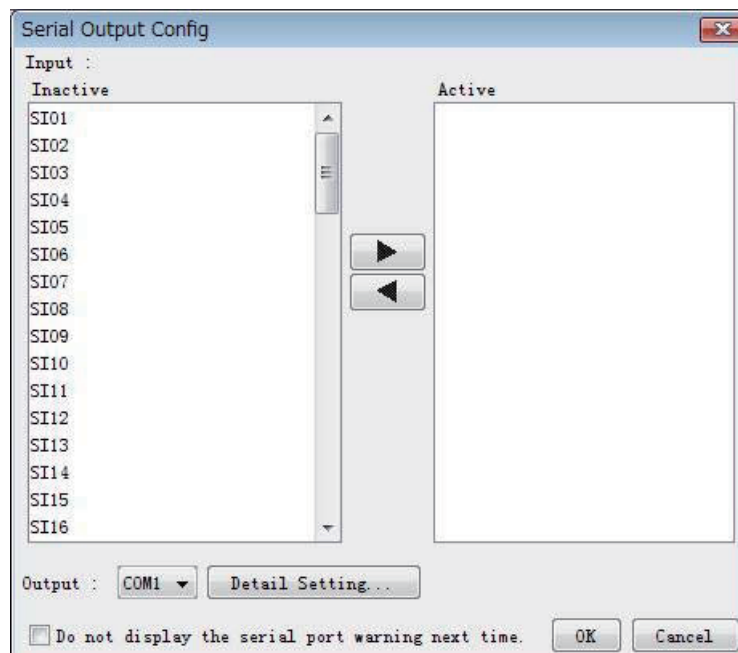 Serial Output Config
Input :
Inactive
Active
SI01
SI02
SI03
SI04
SI05
SI06
SI07
SI08
SI09
SI10
SI11
SI12
SI13
SI14
SI15
SI16
Output : COM1 Detail Setting...
Do not display the serial port warning next time. OK Cancel